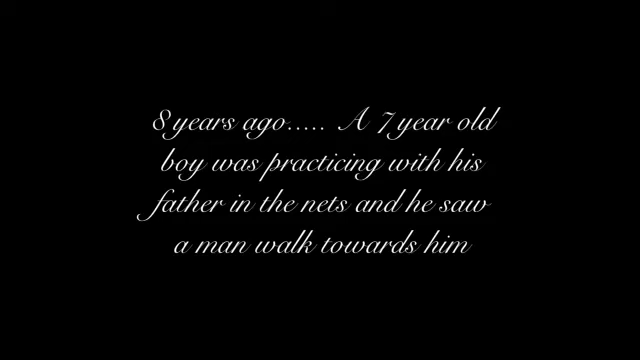 8 years ago..... A 7 year old
boy was practicing with his
father in the nets and he saw
a man walk towards him